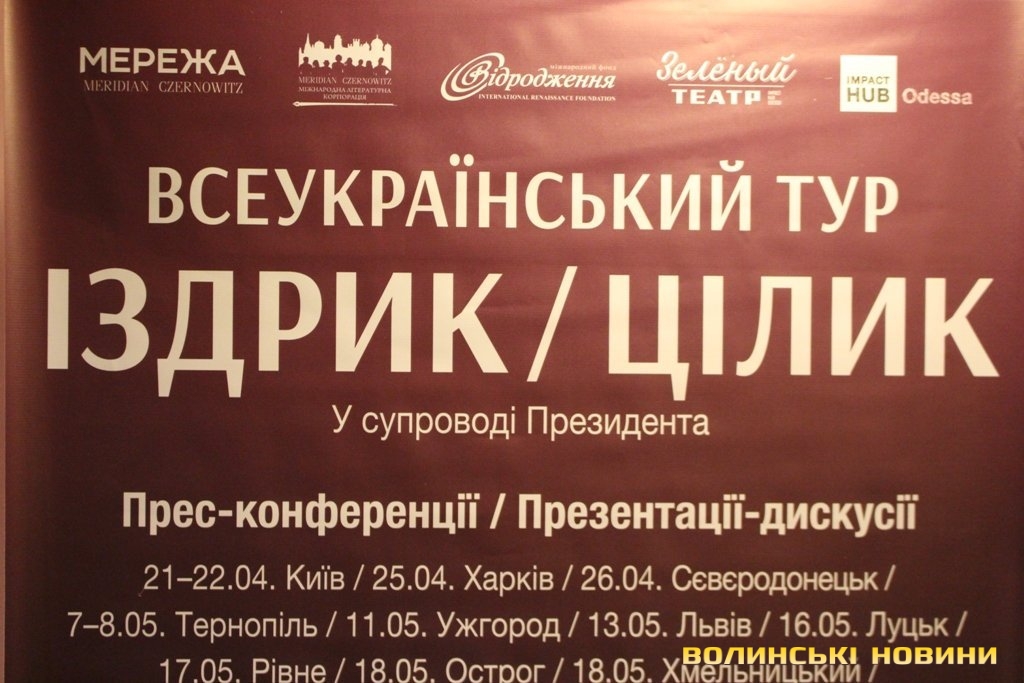 МЕРЕЖА
MERIDIAN CZERNOWITZ
MERIDIAN CZERNOWITZ
МІЖНАРОДНА ЛІТЕРАТУРНА
КОРПОРАЦІЯ
міжнародний фонд
Відродження
INTERNATIONAL RENAISSANCE FOUNDATION
Зелёный
ТЕАТР
IMPACT
HUB Odessa
ВСЕУКРАЇНСЬКИЙ ТУР
ІЗДРИК / ЦІЛИК
У супроводі Президента
Прес-конференції / Презентації-дискусії
21–22.04. Київ / 25.04. Харків / 26.04. Сєвєродонецьк /
7–8.05. Тернопіль / 11.05. Ужгород / 13.05. Львів / 16.05. Луцьк /
17.05. Рівне / 18.05. Острог / 18.05. Хмельницький /
ВОЛИНСЬКІ НОВИНИ